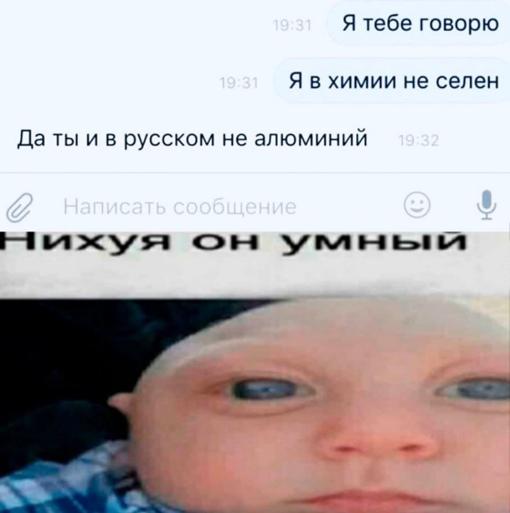 19:31 Я тебе говорю
19:31 Я в химии не селен
Да ты и в русском не алюминий 19:32
Написать сообщение
Нихуя он умный